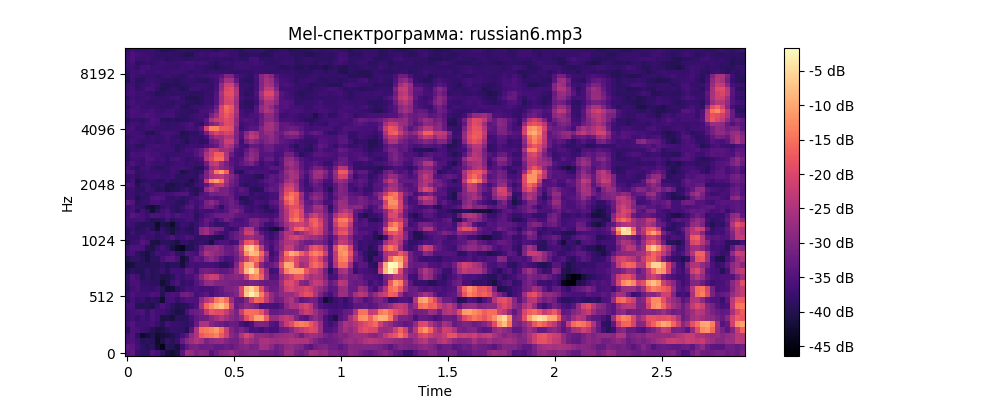 Mel-спектрограмма: russian6.mp3
8192
4096
2048
1024
512
0
Hz
0
0.5
1
1.5
2
2.5
Time
-5 dB
-10 dB
-15 dB
-20 dB
-25 dB
-30 dB
-35 dB
-40 dB
-45 dB